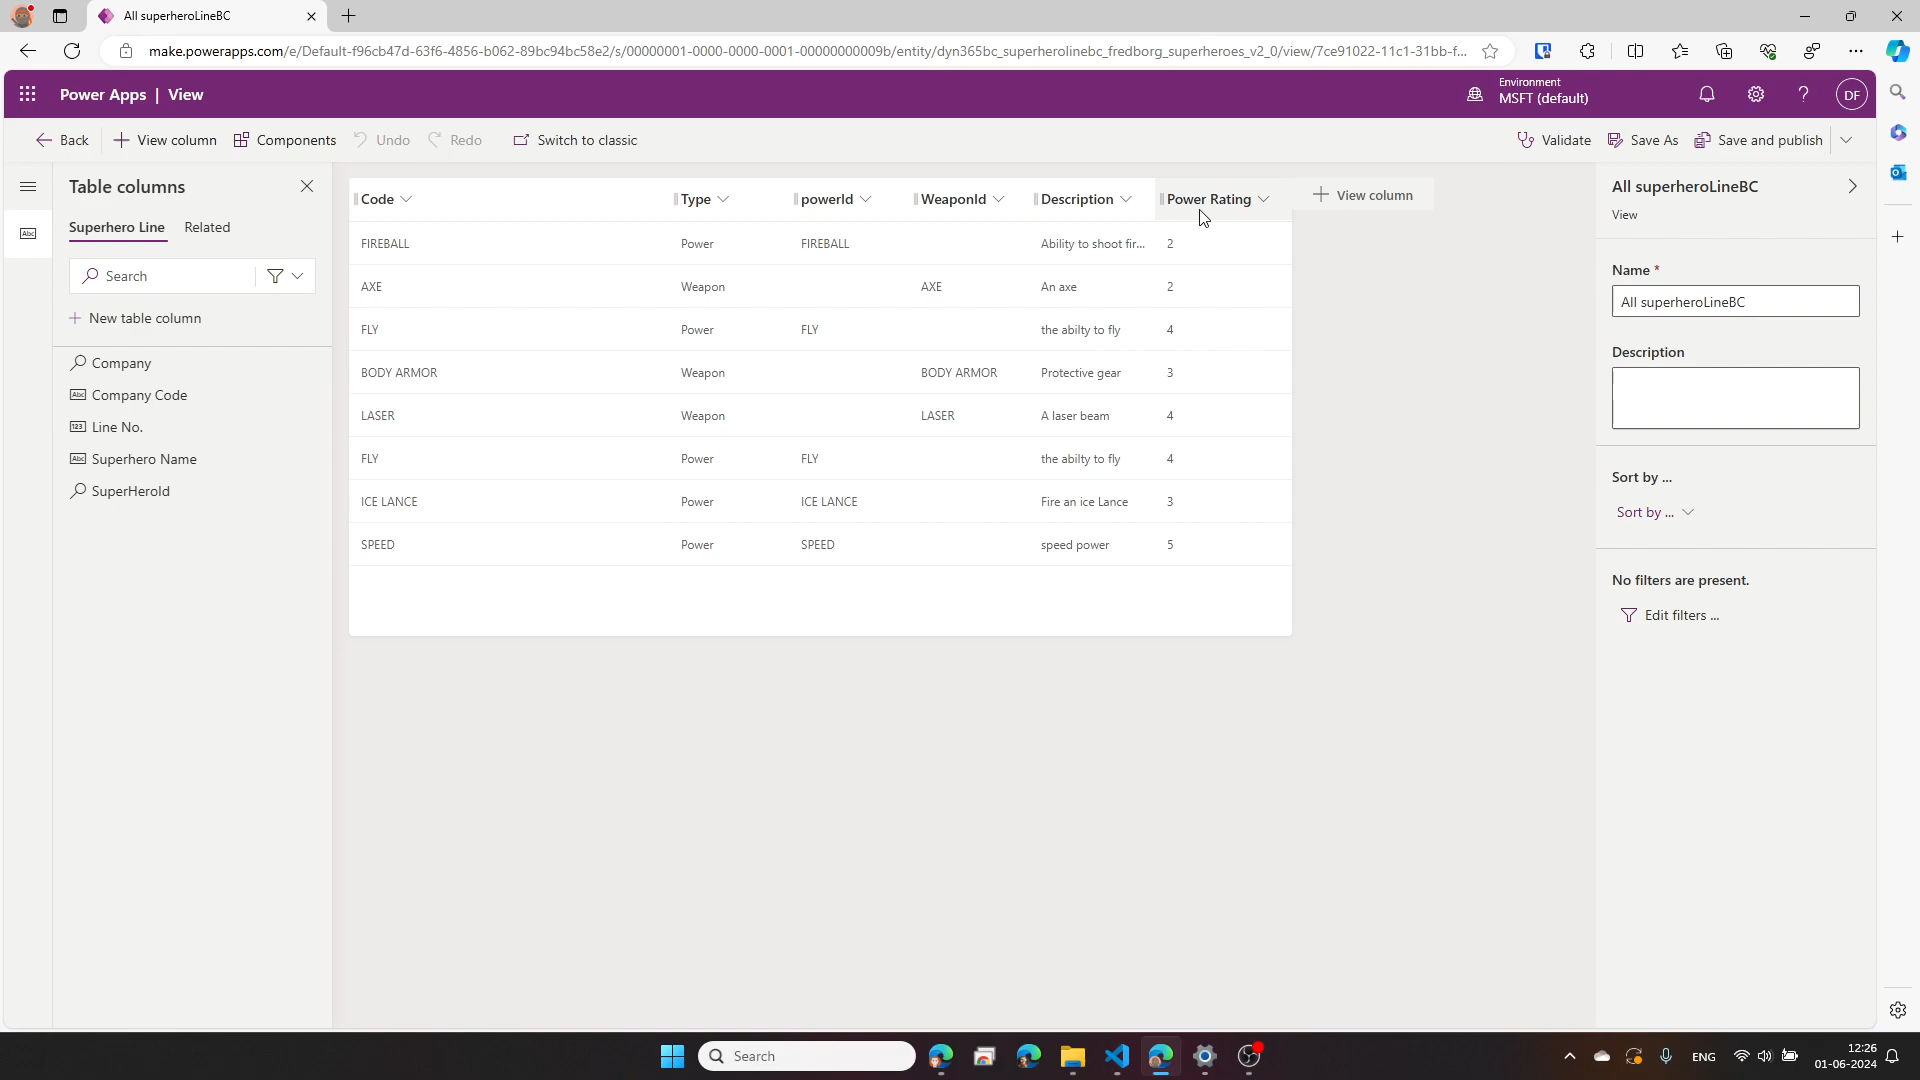 All superheroLineBC
make.powerapps.com/e/Default-f96cb47d-63f6-4856-b062-89bc94bc58e2/s/00000001-0000-0000-0001-00000000009b/entity/dyn365bc_superherolinebc_fredborg_superheroes_v2_0/view/7ce91022-11c1-31bb-f...
Power Apps | View
Environment
MSFT (default)
DF
Back
View column
Components
Undo
Redo
Switch to classic
Validate
Save As
Save and publish
Table columns
Superhero Line
Related
Search
New table column
Company
Abc Company Code
123 Line No.
Abc Superhero Name
SuperHeroId
Abc
Code Type powerId WeaponId Description Power Rating
View column
FIREBALL Power FIREBALL Ability to shoot fir... 2
AXE Weapon AXE An axe 2
FLY Power FLY the abilty to fly 4
BODY ARMOR Weapon BODY ARMOR Protective gear 3
LASER Weapon LASER A laser beam 4
FLY Power FLY the abilty to fly 4
ICE LANCE Power ICE LANCE Fire an ice Lance 3
SPEED Power SPEED speed power 5
All superheroLineBC
View
Name *
All superheroLineBC
Description
Sort by ...
Sort by ...
No filters are present.
Edit filters ...
Search
ENG
12:26
01-06-2024